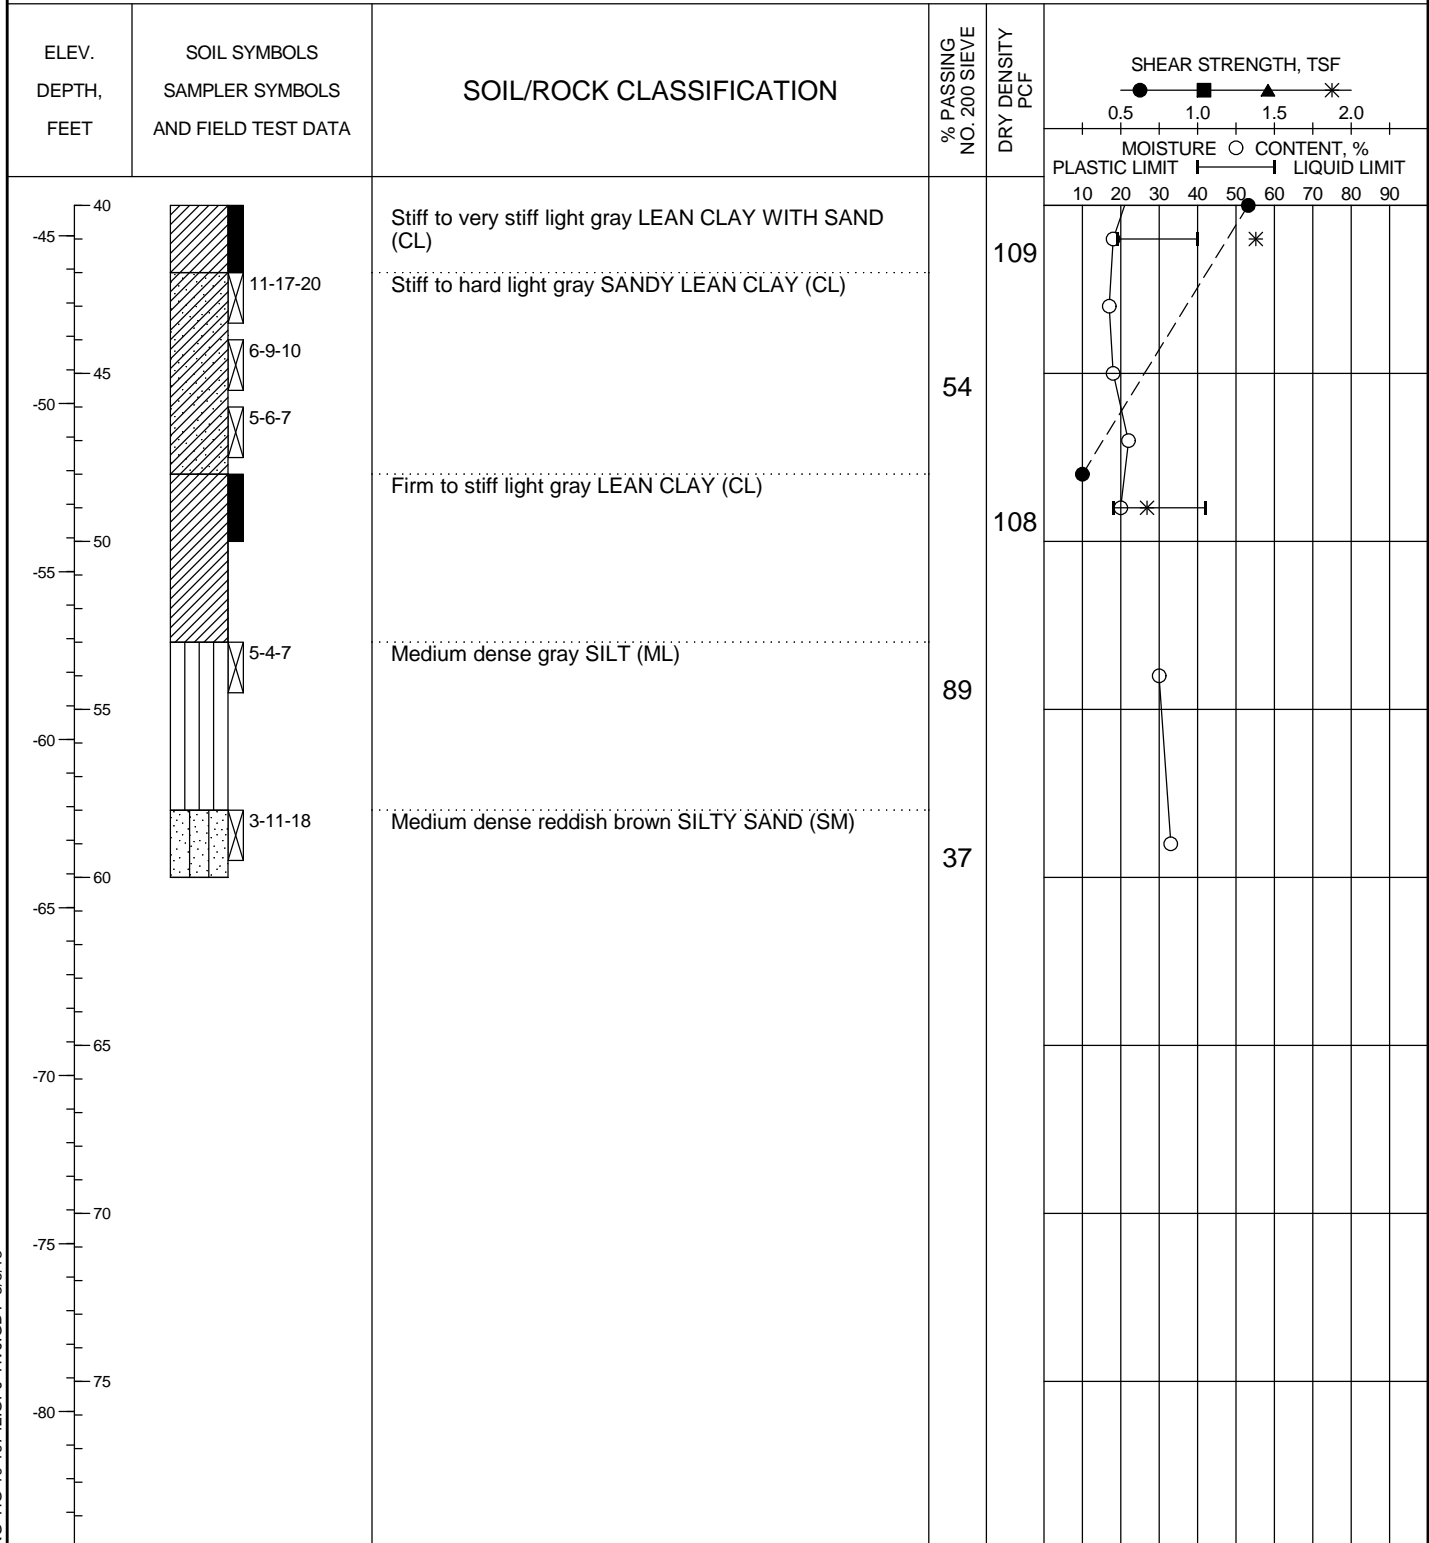 ELEV.
DEPTH,
FEET
SOIL SYMBOLS
SAMPLER SYMBOLS
AND FIELD TEST DATA
SOIL/ROCK CLASSIFICATION
% PASSING
NO. 200 SIEVE
DRY DENSITY
PCF
SHEAR STRENGTH, TSF
0.5 1.0 1.5 2.0
MOISTURE CONTENT, %
PLASTIC LIMIT LIQUID LIMIT
10 20 30 40 50 60 70 80 90
40
Stiff to very stiff light gray LEAN CLAY WITH SAND
(CL)
-45
109
11-17-20
Stiff to hard light gray SANDY LEAN CLAY (CL)
6-9-10
45
54
-50
5-6-7
Firm to stiff light gray LEAN CLAY (CL)
108
50
-55
5-4-7
Medium dense gray SILT (ML)
89
55
-60
3-11-18
Medium dense reddish brown SILTY SAND (SM)
37
60
-65
65
-70
70
-75
75
-80